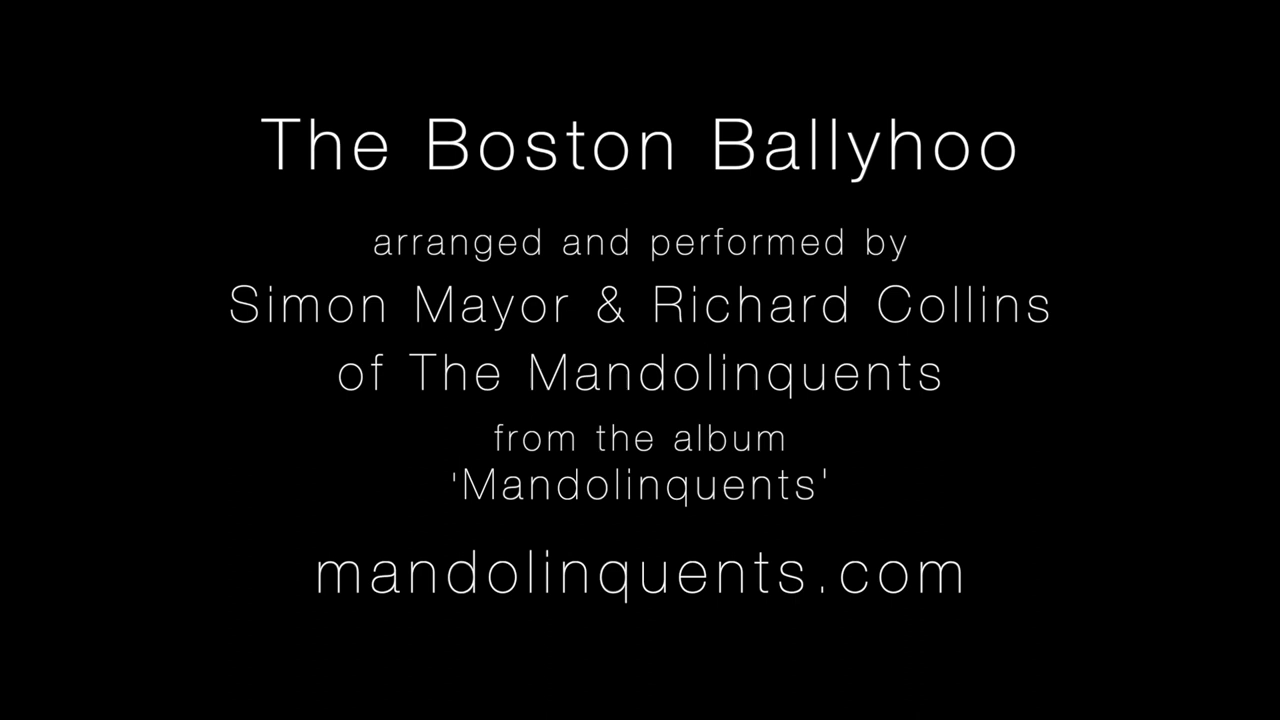 The Boston Ballyhoo
arranged and performed by
Simon Mayor & Richard Collins
of The Mandolinquents
from the album
'Mandolinquents'
mandolinquents.com